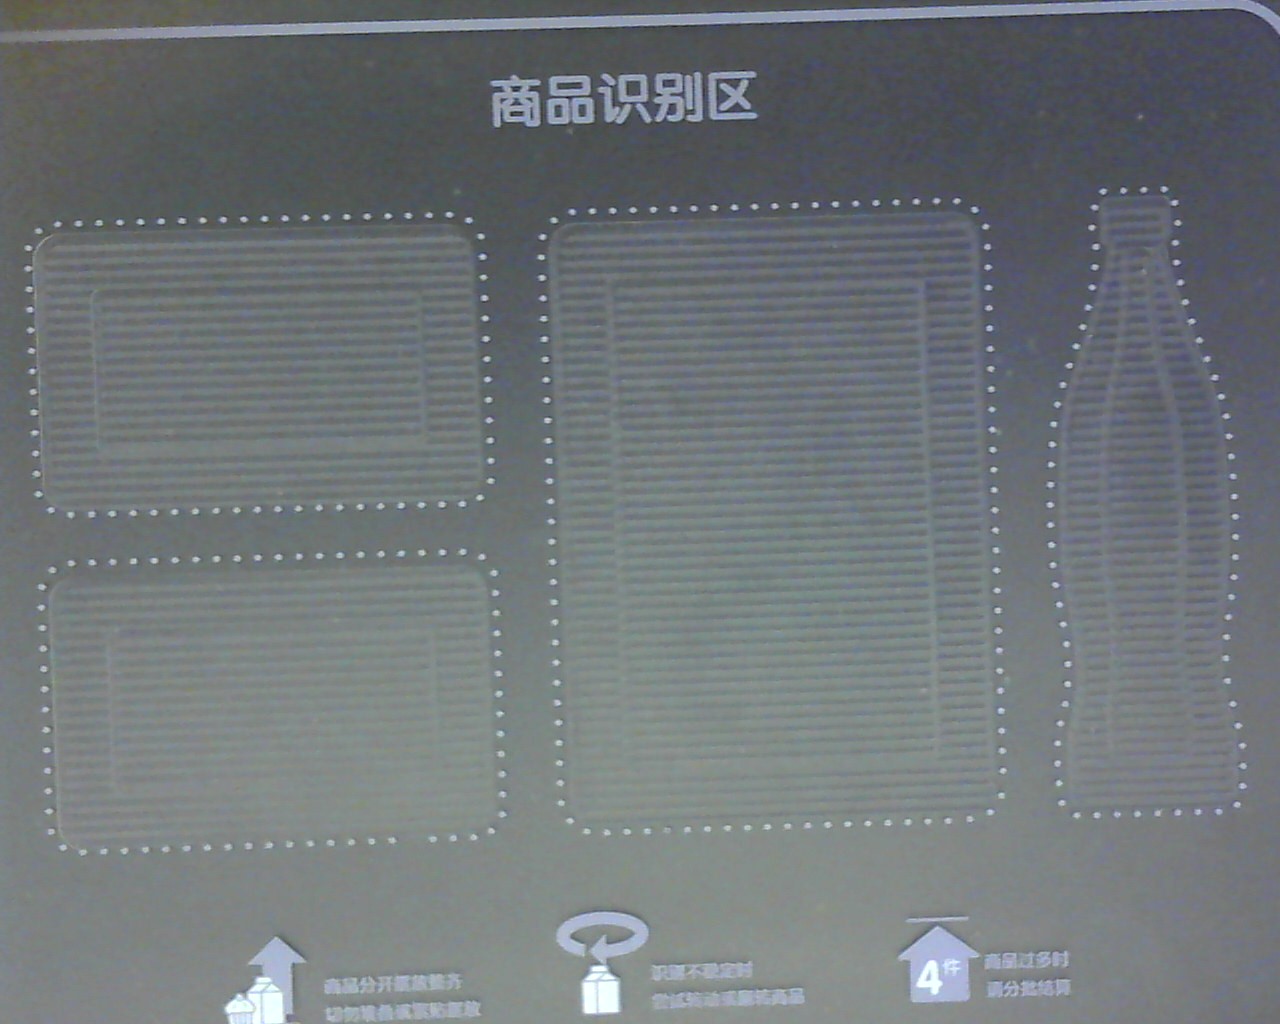 商品识别区
商品分开摆放整齐
切勿堆叠或紧贴摆放
识别不稳定时
尝试转动或翻转商品
4件
商品过多时
请分批结算